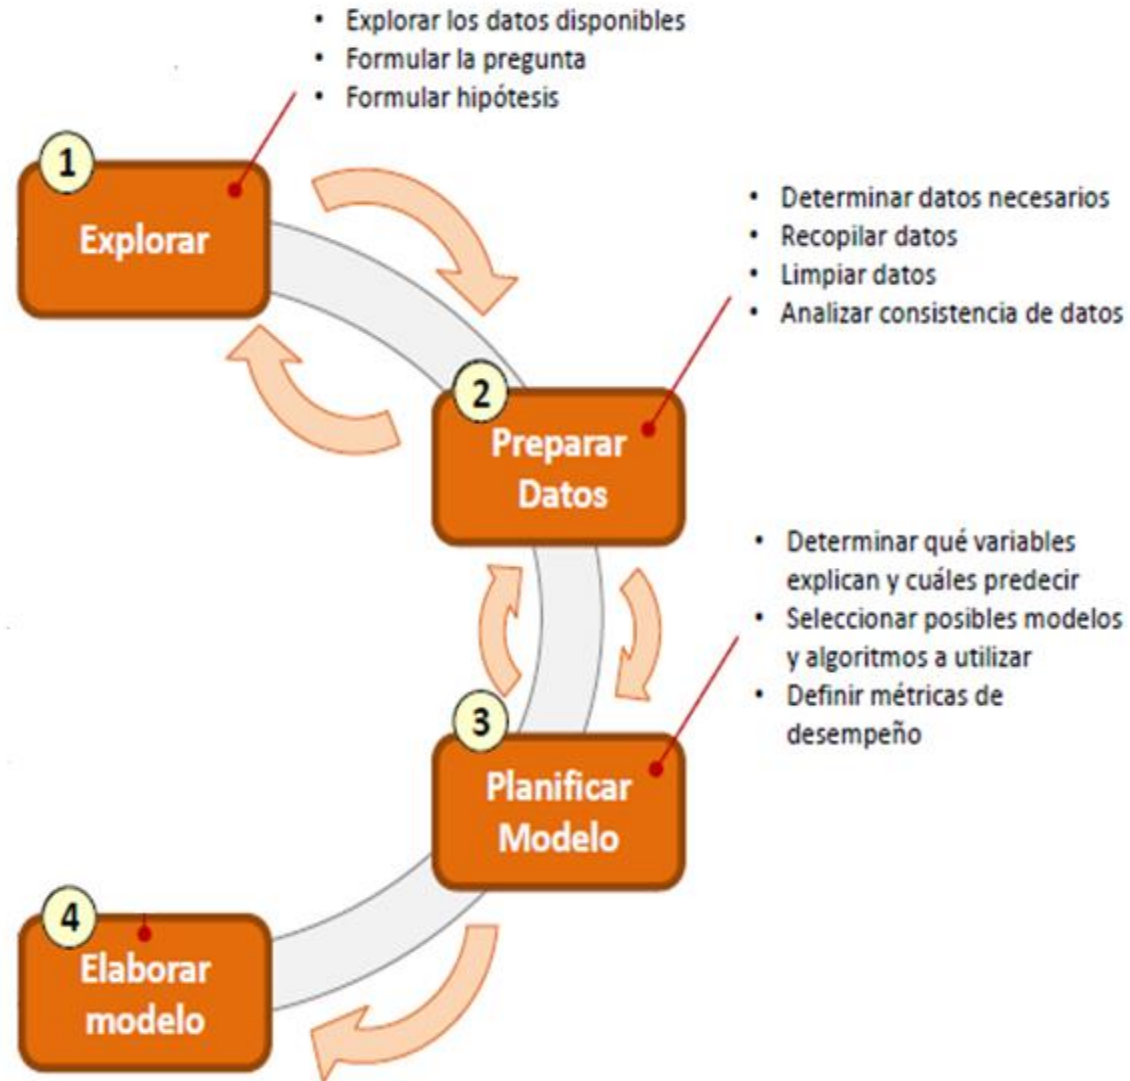 • Explorar los datos disponibles
• Formular la pregunta
• Formular hipótesis
1
Explorar
• Determinar datos necesarios
• Recopilar datos
• Limpiar datos
• Analizar consistencia de datos
2
Preparar
Datos
• Determinar qué variables
explican y cuáles predecir
• Seleccionar posibles modelos
y algoritmos a utilizar
• Definir métricas de
desempeño
3
Planificar
Modelo
4
Elaborar
modelo